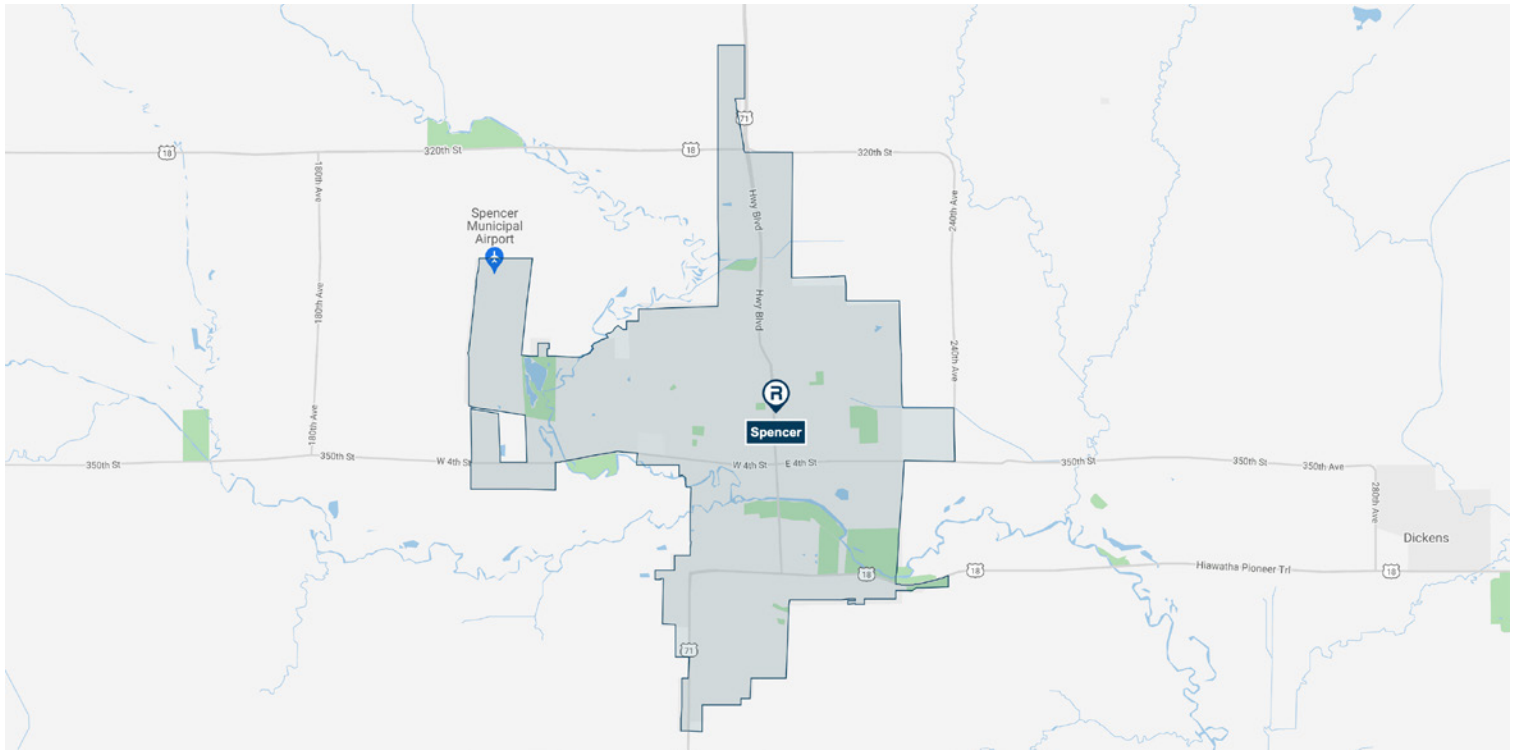 71
18
320th St
18
320th St
180th Ave
240th Ave
Hwy Blvd
Spencer
Municipal
Airport
180th Ave
Hwy Blvd
240th Ave
R
180th Ave
Spencer
350th St
350th St
W 4th St
W 4th St
E 4th St
350th St
350th St
350th Ave
280th Ave
Dickens
18
18
Hiawatha Pioneer Trl
18
71